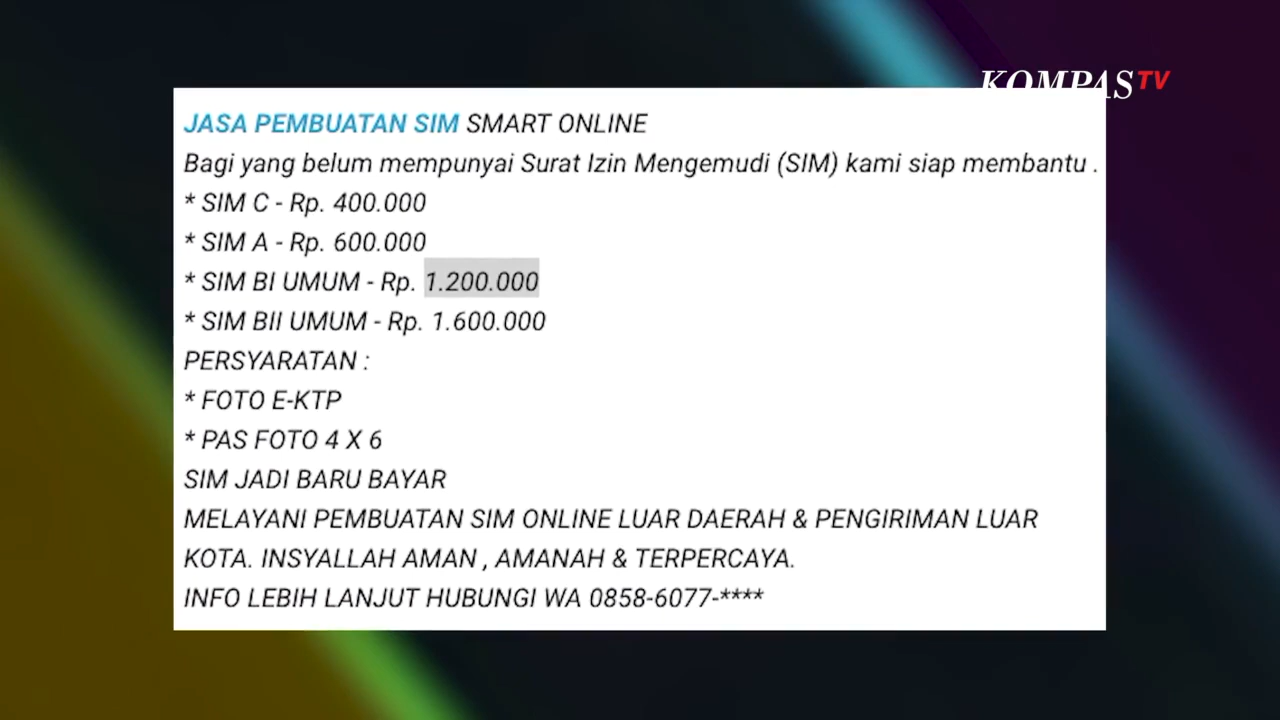 KOMPASTV
JASA PEMBUATAN SIM SMART ONLINE
Bagi yang belum mempunyai Surat Izin Mengemudi (SIM) kami siap membantu .
* SIM C - Rp. 400.000
* SIM A - Rp. 600.000
* SIM BI UMUM - Rp. 1.200.000
* SIM BII UMUM - Rp. 1.600.000
PERSYARATAN :
* FOTO E-KTP
* PAS FOTO 4 X 6
SIM JADI BARU BAYAR
MELAYANI PEMBUATAN SIM ONLINE LUAR DAERAH & PENGIRIMAN LUAR
KOTA. INSYALLAH AMAN , AMANAH & TERPERCAYA.
INFO LEBIH LANJUT HUBUNGI WA 0858-6077-****